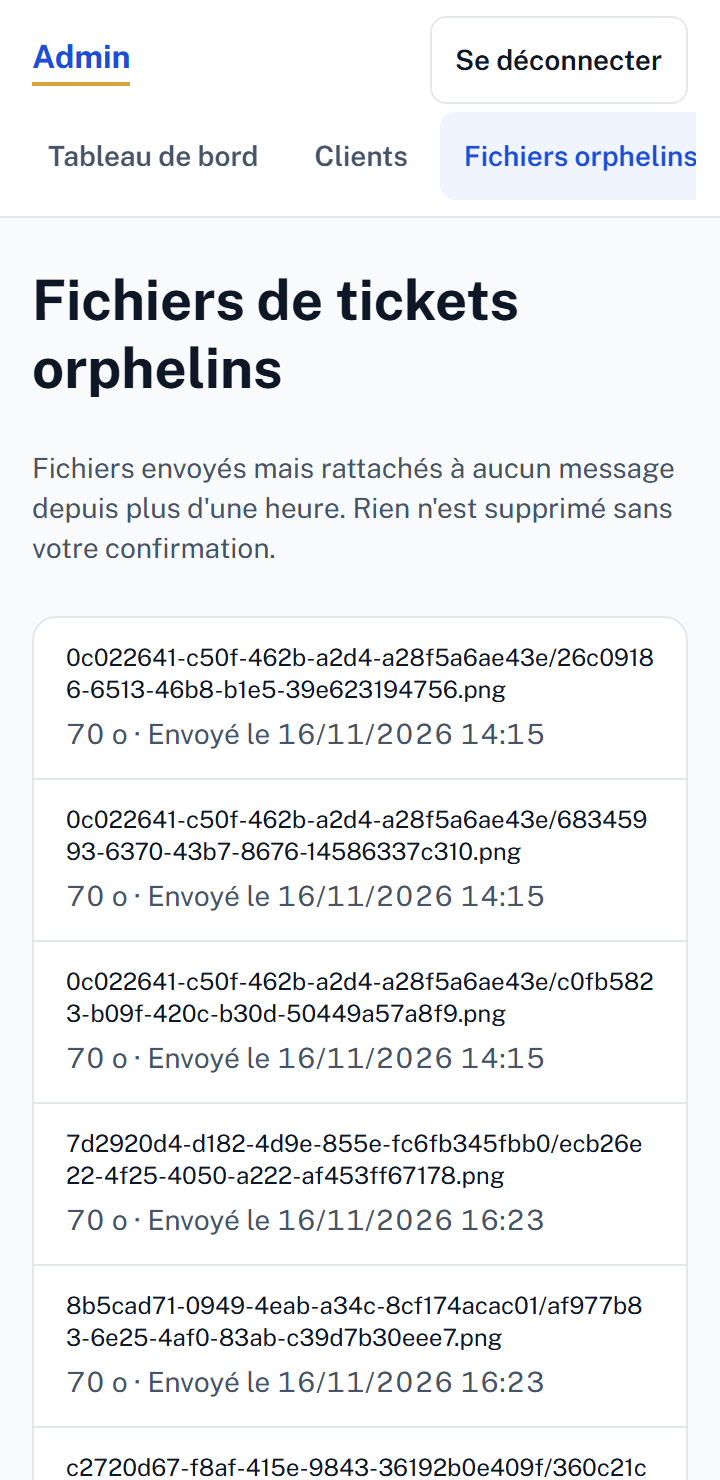 Admin
Se déconnecter
Tableau de bord
Clients
Fichiers orphelins
Fichiers de tickets
orphelins
Fichiers envoyés mais rattachés à aucun message
depuis plus d'une heure. Rien n'est supprimé sans
votre confirmation.
0c022641-c50f-462b-a2d4-a28f5a6ae43e/26c0918
6-6513-46b8-b1e5-39e623194756.png
70 o · Envoyé le 16/11/2026 14:15
0c022641-c50f-462b-a2d4-a28f5a6ae43e/683459
93-6370-43b7-8676-14586337c310.png
70 o · Envoyé le 16/11/2026 14:15
0c022641-c50f-462b-a2d4-a28f5a6ae43e/c0fb582
3-b09f-420c-b30d-50449a57a8f9.png
70 o · Envoyé le 16/11/2026 14:15
7d2920d4-d182-4d9e-855e-fc6fb345fbb0/ecb26e
22-4f25-4050-a222-af453ff67178.png
70 o · Envoyé le 16/11/2026 16:23
8b5cad71-0949-4eab-a34c-8cf174acac01/af977b8
3-6e25-4af0-83ab-c39d7b30eee7.png
70 o · Envoyé le 16/11/2026 16:23
c2720d67-f8af-415e-9843-36192b0e409f/360c21c